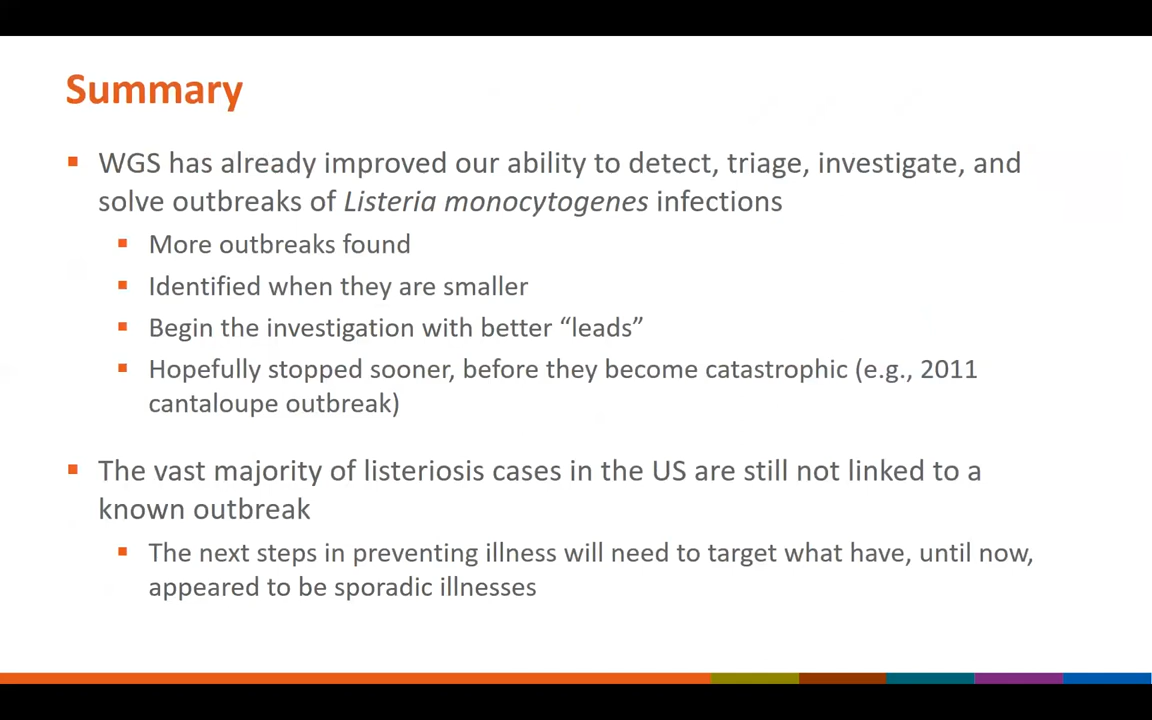 Summary
▪ WGS has already improved our ability to detect, triage, investigate, and
solve outbreaks of Listeria monocytogenes infections
▪ More outbreaks found
▪ Identified when they are smaller
▪ Begin the investigation with better “leads”
▪ Hopefully stopped sooner, before they become catastrophic (e.g., 2011
cantaloupe outbreak)
▪ The vast majority of listeriosis cases in the US are still not linked to a
known outbreak
▪ The next steps in preventing illness will need to target what have, until now,
appeared to be sporadic illnesses